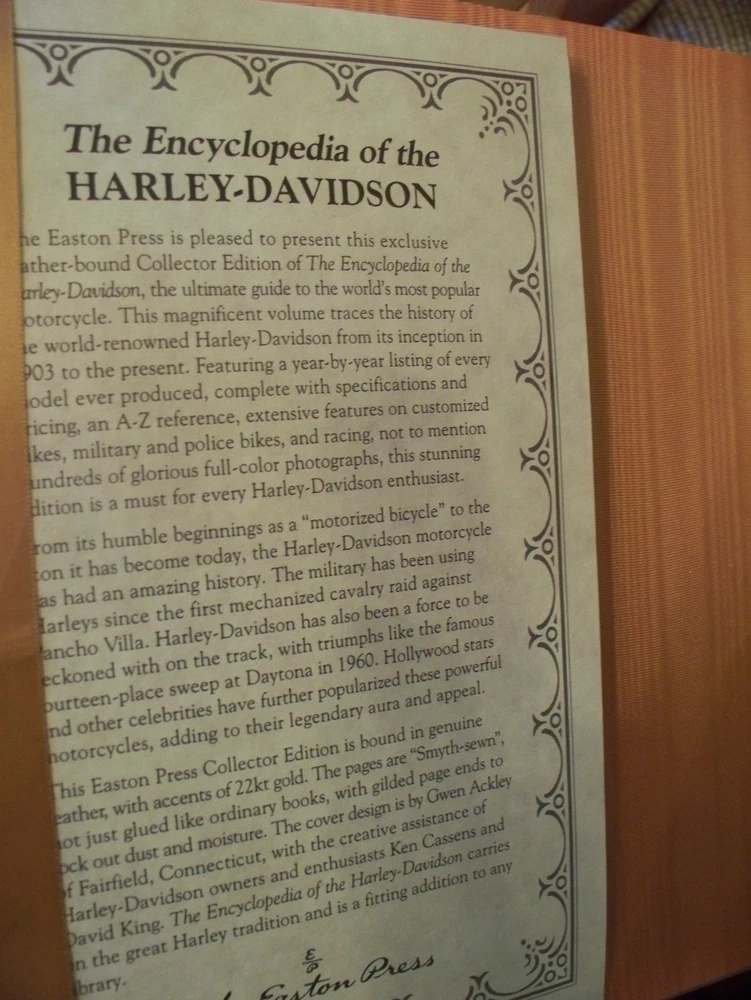 The Encyclopedia of the
HARLEY-DAVIDSON
he Easton Press is pleased to present this exclusive
ather-bound Collector Edition of The Encyclopedia of the
arley-Davidson, the ultimate guide to the world's most popular
otorcycle. This magnificent volume traces the history of
e world-renowned Harley-Davidson from its inception in
903 to the present. Featuring a year-by-year listing of every
odel ever produced, complete with specifications and
ricing, an A-Z reference, extensive features on customized
kes, military and police bikes, and racing, not to mention
undreds of glorious full-color photographs, this stunning
dition is a must for every Harley-Davidson enthusiast.
rom its humble beginnings as a "motorized bicycle" to the
on it has become today, the Harley-Davidson motorcycle
as had an amazing history. The military has been using
arleys since the first mechanized cavalry raid against
ancho Villa. Harley-Davidson has also been a force to be
eckoned with on the track, with triumphs like the famous
ourteen-place sweep at Daytona in 1960. Hollywood stars
nd other celebrities have further popularized these powerful
motorcycles, adding to their legendary aura and appeal.
This Easton Press Collector Edition is bound in genuine
eather, with accents of 22kt gold. The pages are "Smyth-sewn",
not just glued like ordinary books, with gilded page ends to
ock out dust and moisture. The cover design is by Gwen Ackley
of Fairfield, Connecticut, with the creative assistance of
Harley-Davidson owners and enthusiasts Ken Cassens and
David King. The Encyclopedia of the Harley-Davidson carries
n the great Harley tradition and is a fitting addition to any
ibrary.
Easton Press